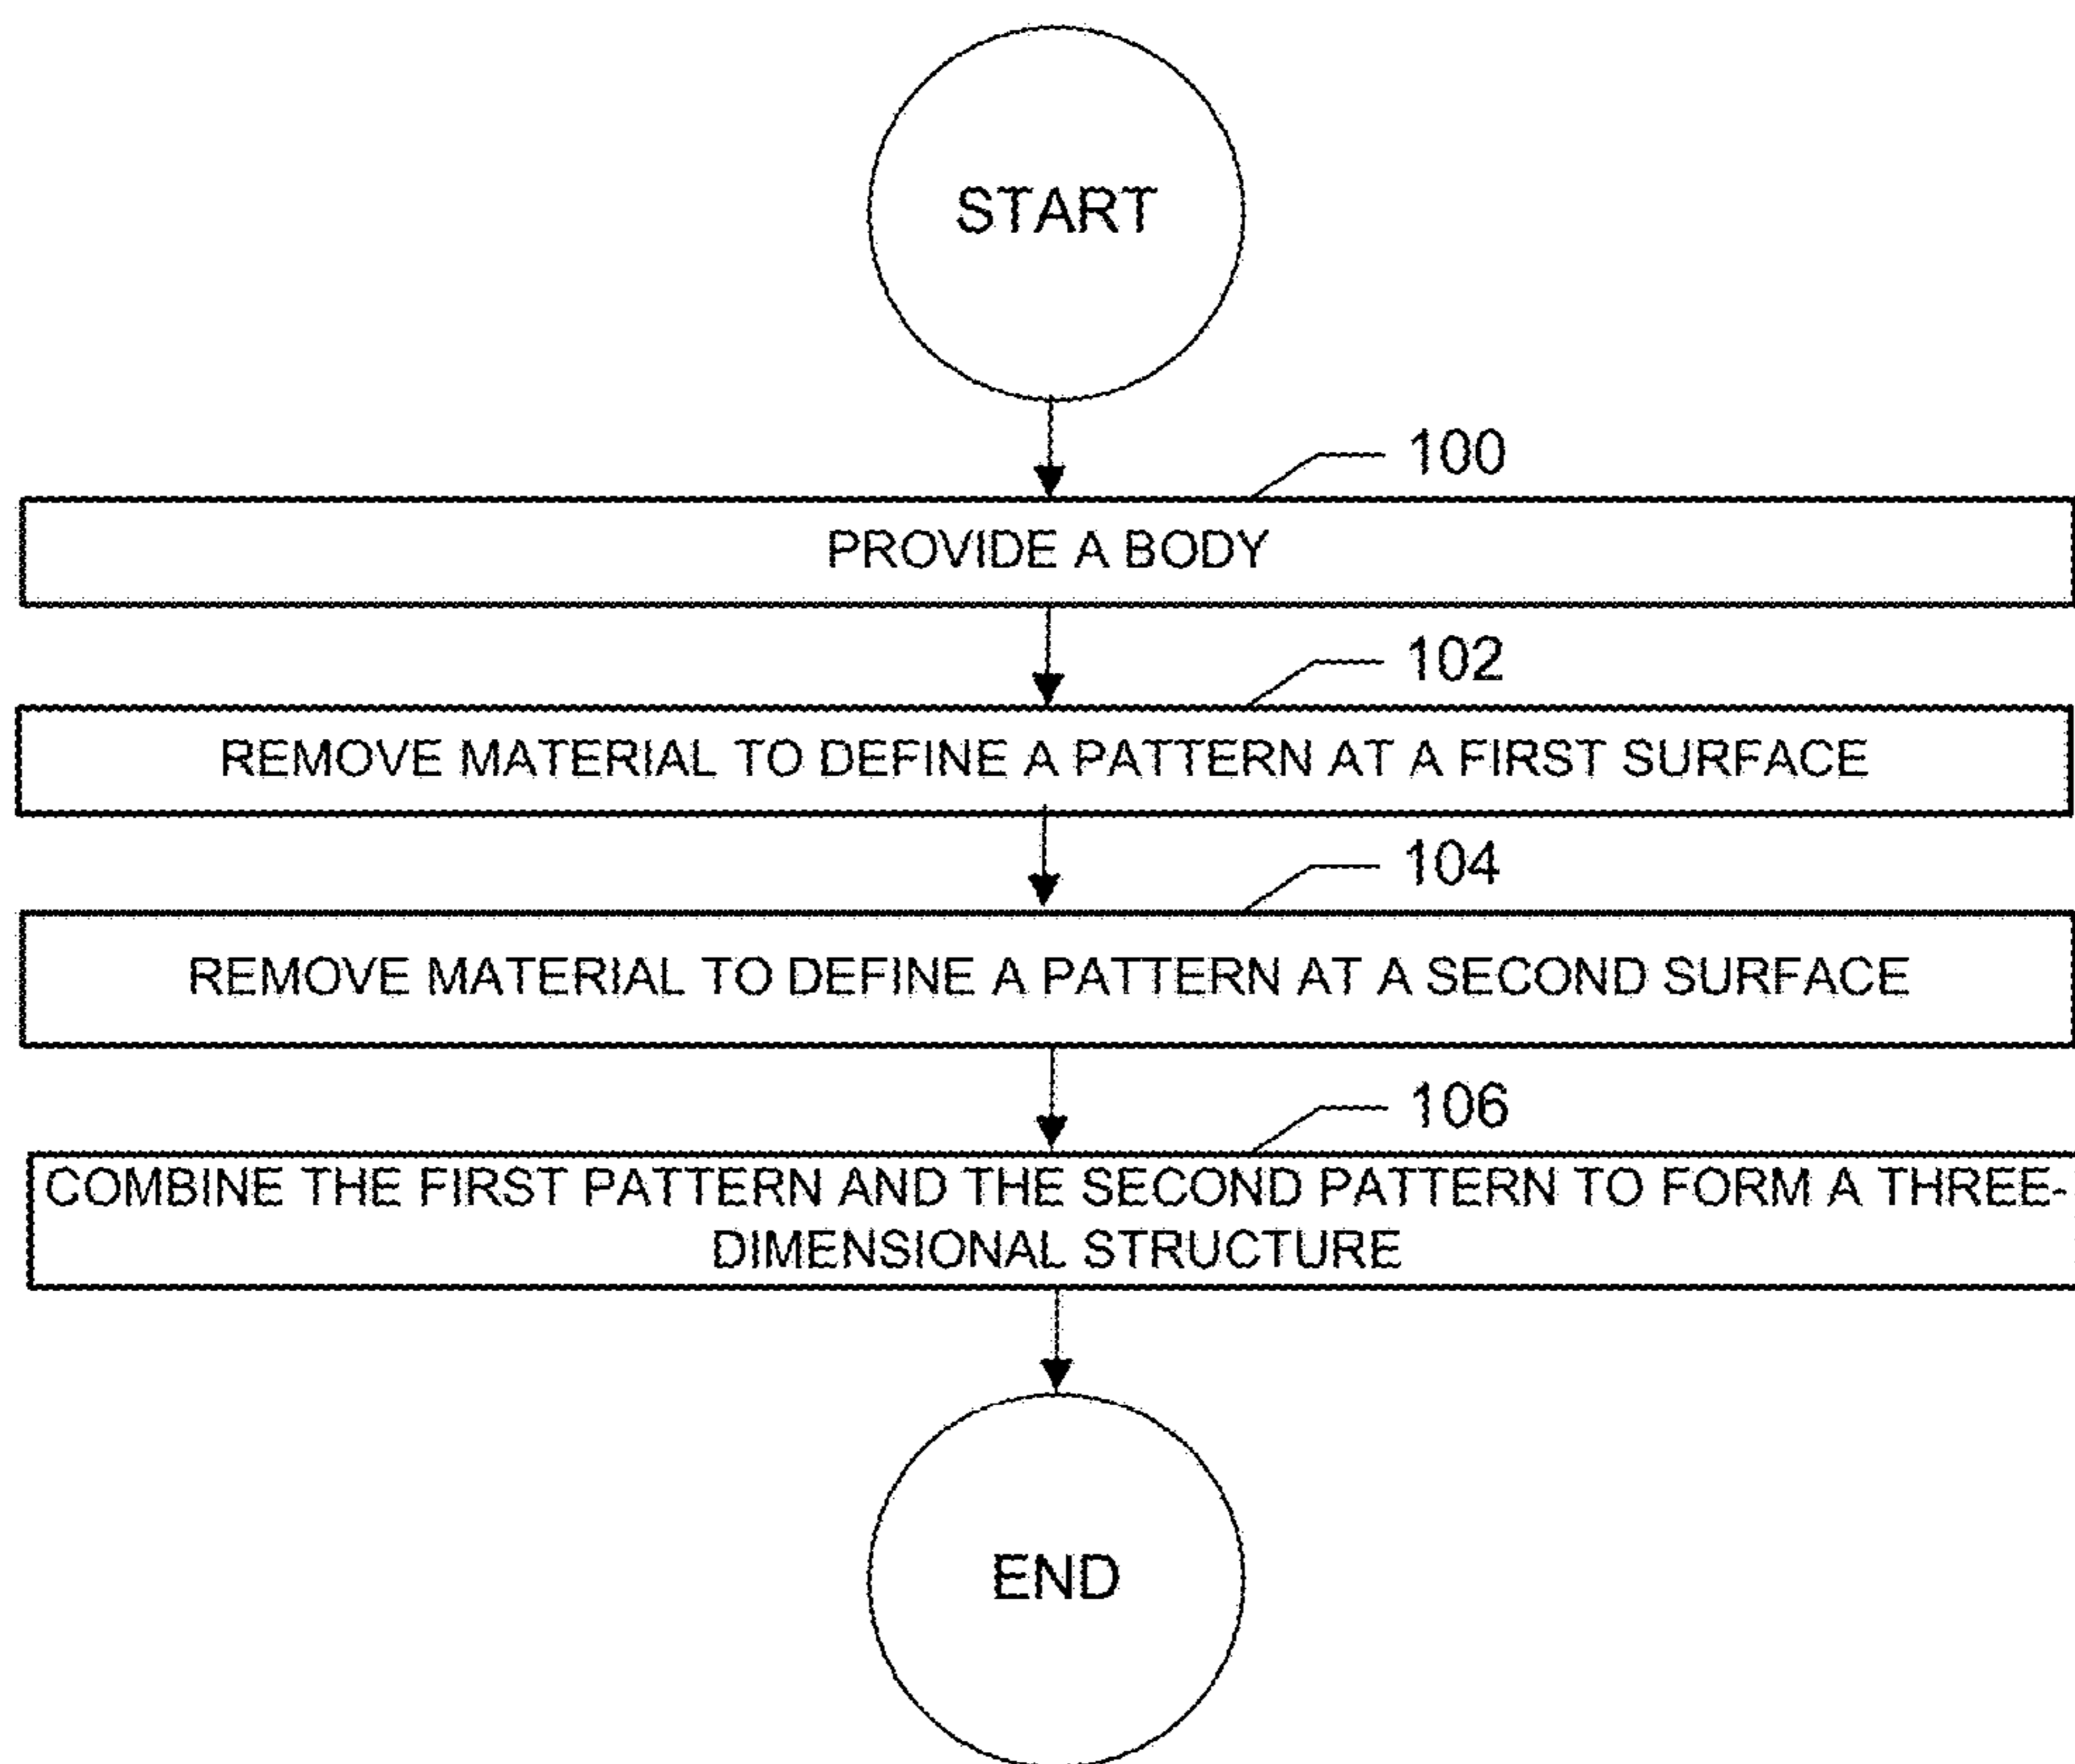 START
100
PROVIDE A BODY
102
REMOVE MATERIAL TO DEFINE A PATTERN AT A FIRST SURFACE
104
REMOVE MATERIAL TO DEFINE A PATTERN AT A SECOND SURFACE
106
COMBINE THE FIRST PATTERN AND THE SECOND PATTERN TO FORM A THREE-
DIMENSIONAL STRUCTURE
END